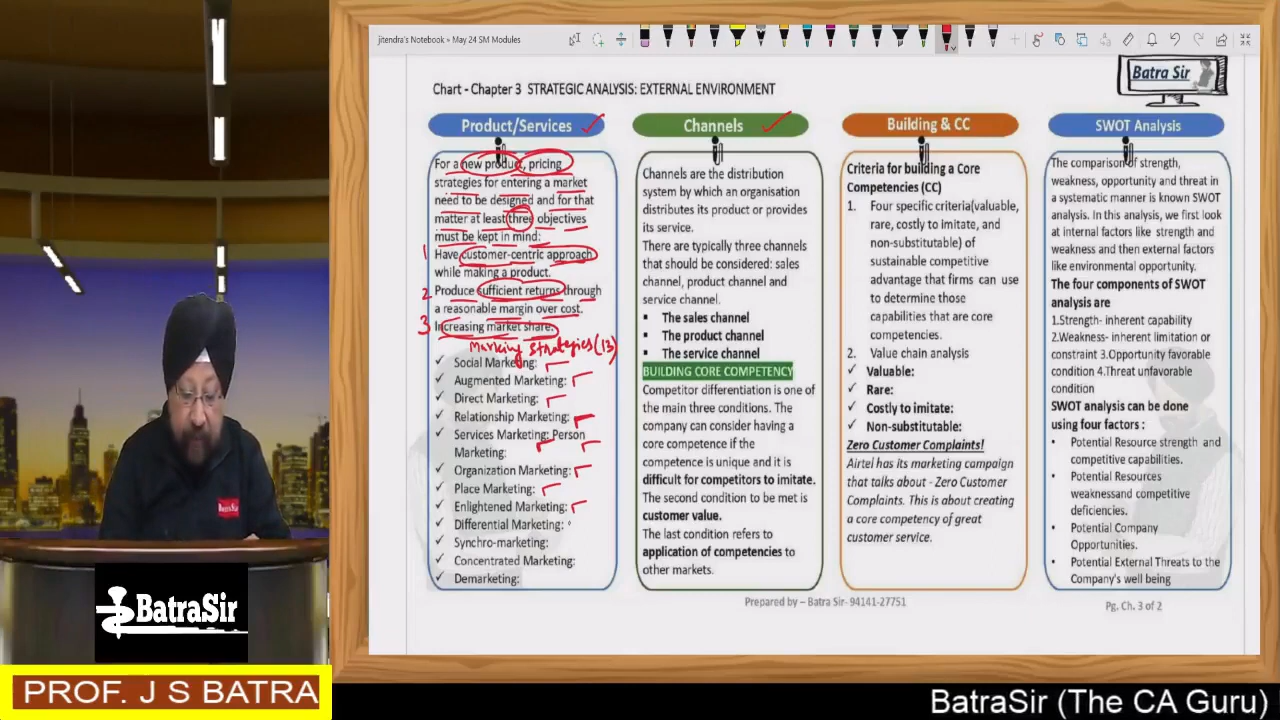 jitendra's Notebook » May 24 SM Modules
Batra Sir
Chart - Chapter 3 STRATEGIC ANALYSIS: EXTERNAL ENVIRONMENT
Product/Services
For a new product, pricing
strategies for entering a market
need to be designed and for that
matter at least three objectives
must be kept in mind:
1 Have customer-centric approach
while making a product.
2 Produce sufficient returns through
a reasonable margin over cost.
3 Increasing market share.
Marking Strategies (13)
✓ Social Marketing:
✓ Augmented Marketing:
✓ Direct Marketing:
✓ Relationship Marketing:
✓ Services Marketing: Person
Marketing:
✓ Organization Marketing:
✓ Place Marketing:
✓ Enlightened Marketing:
✓ Differential Marketing:
✓ Synchro-marketing:
✓ Concentrated Marketing:
✓ Demarketing:
Channels
Channels are the distribution
system by which an organisation
distributes its product or provides
its service.
There are typically three channels
that should be considered: sales
channel, product channel and
service channel.
▪ The sales channel
▪ The product channel
▪ The service channel
BUILDING CORE COMPETENCY
Competitor differentiation is one of
the main three conditions. The
company can consider having a
core competence if the
competence is unique and it is
difficult for competitors to imitate.
The second condition to be met is
customer value.
The last condition refers to
application of competencies to
other markets.
Building & CC
Criteria for building a Core
Competencies (CC)
1. Four specific criteria(valuable,
rare, costly to imitate, and
non-substitutable) of
sustainable competitive
advantage that firms can use
to determine those
capabilities that are core
competencies.
2. Value chain analysis
✓ Valuable:
✓ Rare:
✓ Costly to imitate:
✓ Non-substitutable:
Zero Customer Complaints!
Airtel has its marketing campaign
that talks about - Zero Customer
Complaints. This is about creating
a core competency of great
customer service.
SWOT Analysis
The comparison of strength,
weakness, opportunity and threat in
a systematic manner is known SWOT
analysis. In this analysis, we first look
at internal factors like strength and
weakness and then external factors
like environmental opportunity.
The four components of SWOT
analysis are
1.Strength- inherent capability
2.Weakness- inherent limitation or
constraint 3.Opportunity favorable
condition 4.Threat unfavorable
condition
SWOT analysis can be done
using four factors :
• Potential Resource strength and
competitive capabilities.
• Potential Resources
weaknessand competitive
deficiencies.
• Potential Company
Opportunities.
• Potential External Threats to the
Company's well being
Prepared by – Batra Sir- 94141-27751
Pg. Ch. 3 of 2
BatraSir
PROF. J S BATRA
BatraSir (The CA Guru)